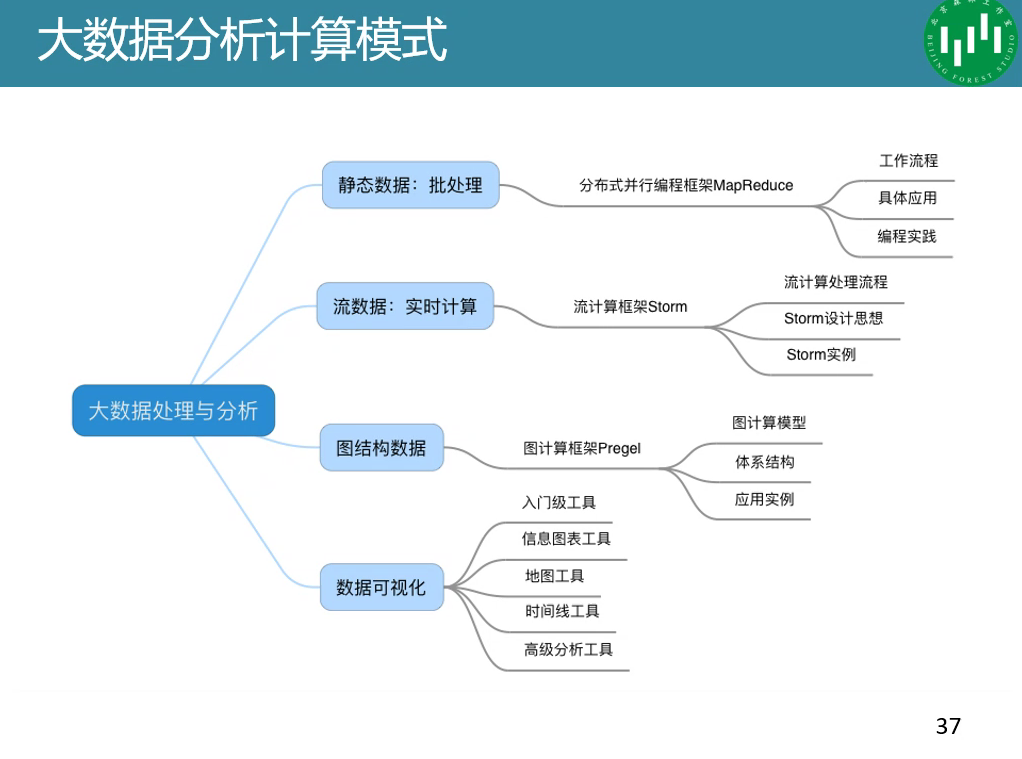 大数据分析计算模式
BEIJING FOREST STUDIO
静态数据：批处理
分布式并行编程框架MapReduce
工作流程
具体应用
编程实践
流数据：实时计算
流计算框架Storm
流计算处理流程
Storm设计思想
Storm实例
大数据处理与分析
图结构数据
图计算框架Pregel
图计算模型
体系结构
应用实例
数据可视化
入门级工具
信息图表工具
地图工具
时间线工具
高级分析工具
37